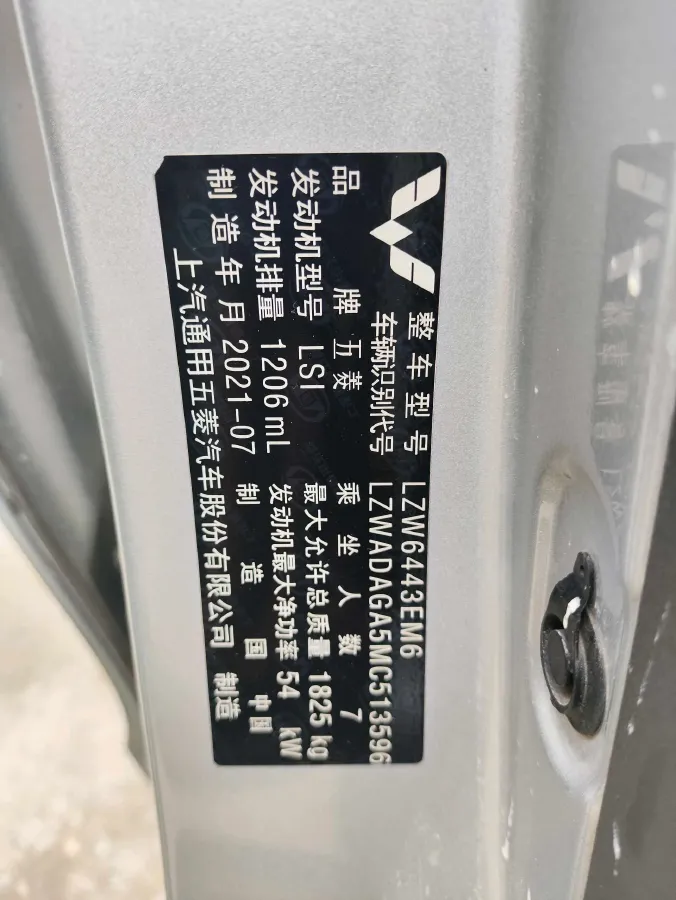 整车型号 LZW6443EM6
车辆识别代号 LZWADAGA5MC513596
品牌 五菱 乘坐人数 7
发动机型号 LSI 最大允许总质量 1825 kg
发动机排量 1206 mL 发动机最大净功率 54 kW
制造年月 2021-07 制造国 中国
上汽通用五菱汽车股份有限公司 制造